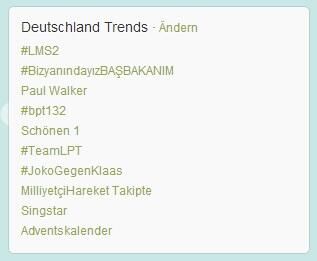 Deutschland Trends · Ändern
#LMS2
#BizyanındayızBAŞBAKANIM
Paul Walker
#bpt132
Schönen 1
#TeamLPT
#JokoGegenKlaas
MilliyetçiHareket Takipte
Singstar
Adventskalender